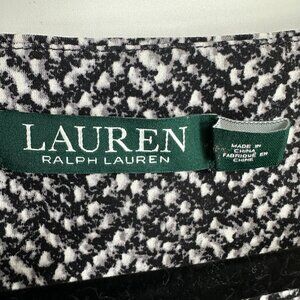 LAUREN
RALPH LAUREN
MADE IN
CHINA
FABRIQUÉ EN
CHINE